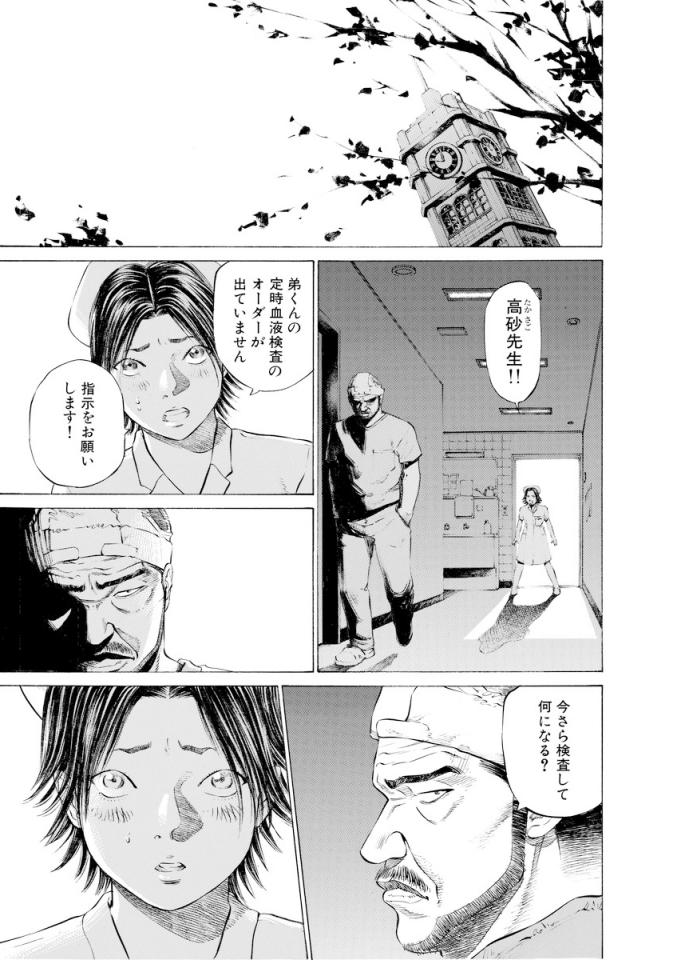 高砂先生!!
たかさご
弟くんの
定時血液検査の
オーダーが
出ていません
指示をお願い
します!
今さら検査して
何になる?